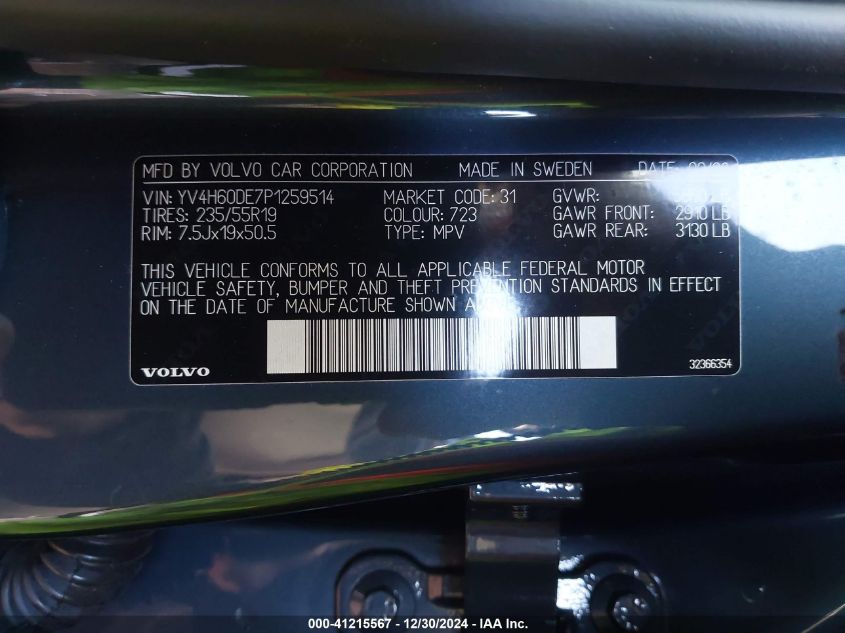 MFD BY VOLVO CAR CORPORATION MADE IN SWEDEN DATE:
VIN: YV4H60DE7P1259514 MARKET CODE: 31 GVWR: LB
TIRES: 235/55R19 COLOUR: 723 GAWR FRONT: 2910 LB
RIM: 7.5Jx19x50.5 TYPE: MPV GAWR REAR: 3130 LB
THIS VEHICLE CONFORMS TO ALL APPLICABLE FEDERAL MOTOR
VEHICLE SAFETY, BUMPER AND THEFT PREVENTION STANDARDS IN EFFECT
ON THE DATE OF MANUFACTURE SHOWN
VOLVO 32366354
000-41215567 - 12/30/2024 - IAA Inc.